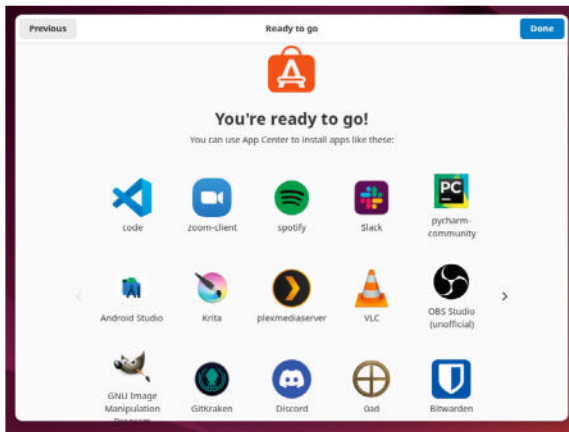 Previous
Ready to go
Done
You're ready to go!
You can use App Center to install apps like these:
code
zoom-client
spotify
Slack
PC
pycharm-
community
Android Studio
Krita
plexmediaserver
VLC
OBS Studio
(unofficial)
GNU Image
Manipulation
Program
GitKraken
Discord
0ad
Bitwarden